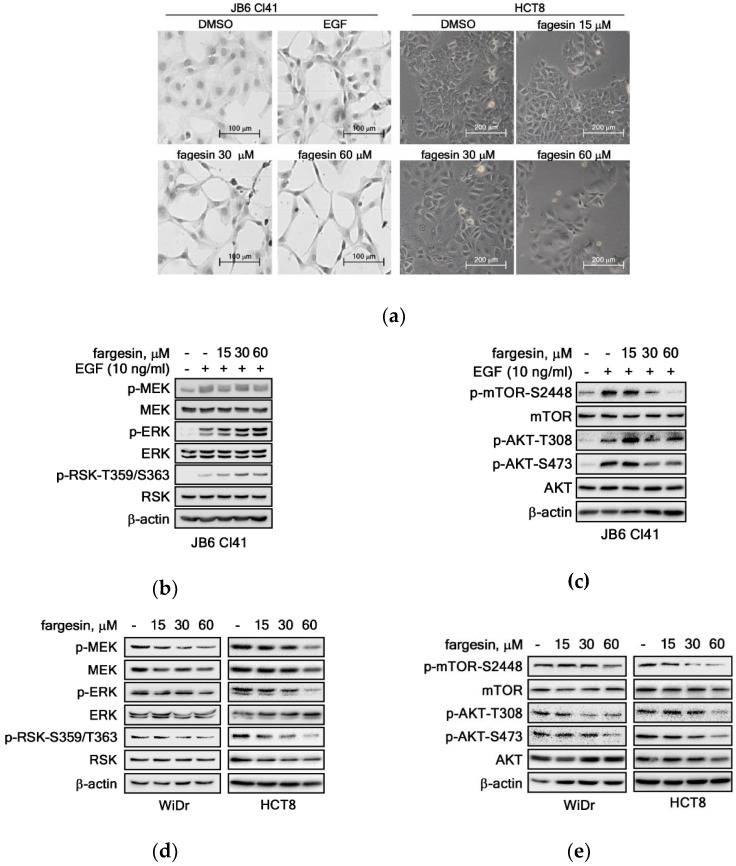 JB6 Cl41 HCT8
DMSO EGF DMSO fagesin 15 μM
100 μm 100 μm 200 μm 200 μm
fagesin 30 μM fagesin 60 μM fagesin 30 μM fagesin 60 μM
100 μm 100 μm 200 μm 200 μm
(a)
fargesin, μM - - 15 30 60
EGF (10 ng/ml) - + + + +
p-MEK
MEK
p-ERK
ERK
p-RSK-T359/S363
RSK
β-actin
JB6 Cl41
(b)
fargesin, μM - - 15 30 60
EGF (10 ng/ml) - + + + +
p-mTOR-S2448
mTOR
p-AKT-T308
p-AKT-S473
AKT
β-actin
JB6 Cl41
(c)
fargesin, μM - 15 30 60 - 15 30 60
p-MEK
MEK
p-ERK
ERK
p-RSK-S359/T363
RSK
β-actin
WiDr HCT8
(d)
fargesin, μM - 15 30 60 - 15 30 60
p-mTOR-S2448
mTOR
p-AKT-T308
p-AKT-S473
AKT
β-actin
WiDr HCT8
(e)